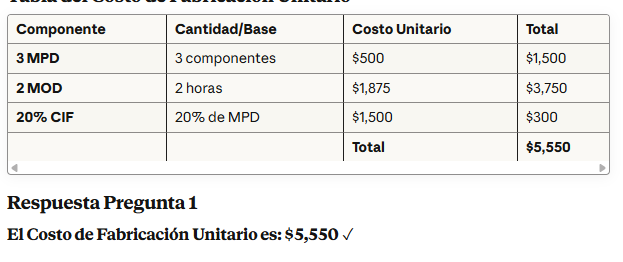 Tabla del Costo de Fabricación Unitario
Componente Cantidad/Base Costo Unitario Total
3 MPD 3 componentes $500 $1,500
2 MOD 2 horas $1,875 $3,750
20% CIF 20% de MPD $1,500 $300
Total $5,550
Respuesta Pregunta 1
El Costo de Fabricación Unitario es: $5,550 ✓